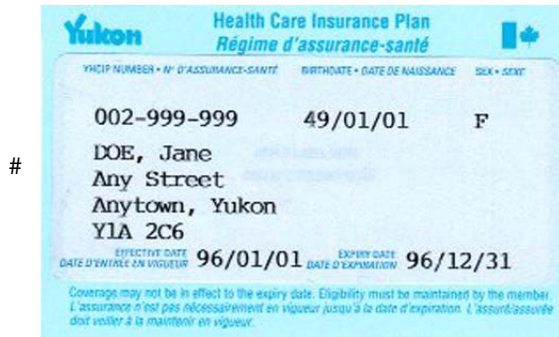 Yukon
Health Care Insurance Plan
Régime d'assurance-santé
YHCIP NUMBER • Nº D'ASSURANCE-SANTÉ BIRTHDATE • DATE DE NAISSANCE SEX • SEXE
002-999-999 49/01/01 F
DOE, Jane
#
Any Street
Anytown, Yukon
Y1A 2C6
EFFECTIVE DATE EXPIRY DATE
DATE D'ENTRÉE EN VIGUEUR 96/01/01 DATE D'EXPIRATION 96/12/31
Coverage may not be in effect to the expiry date. Eligibility must be maintained by the member.
L'assurance n'est pas nécessairement en vigueur jusqu'à la date d'expiration. L'assuré/assurée
doit veiller à la maintenir en vigueur.